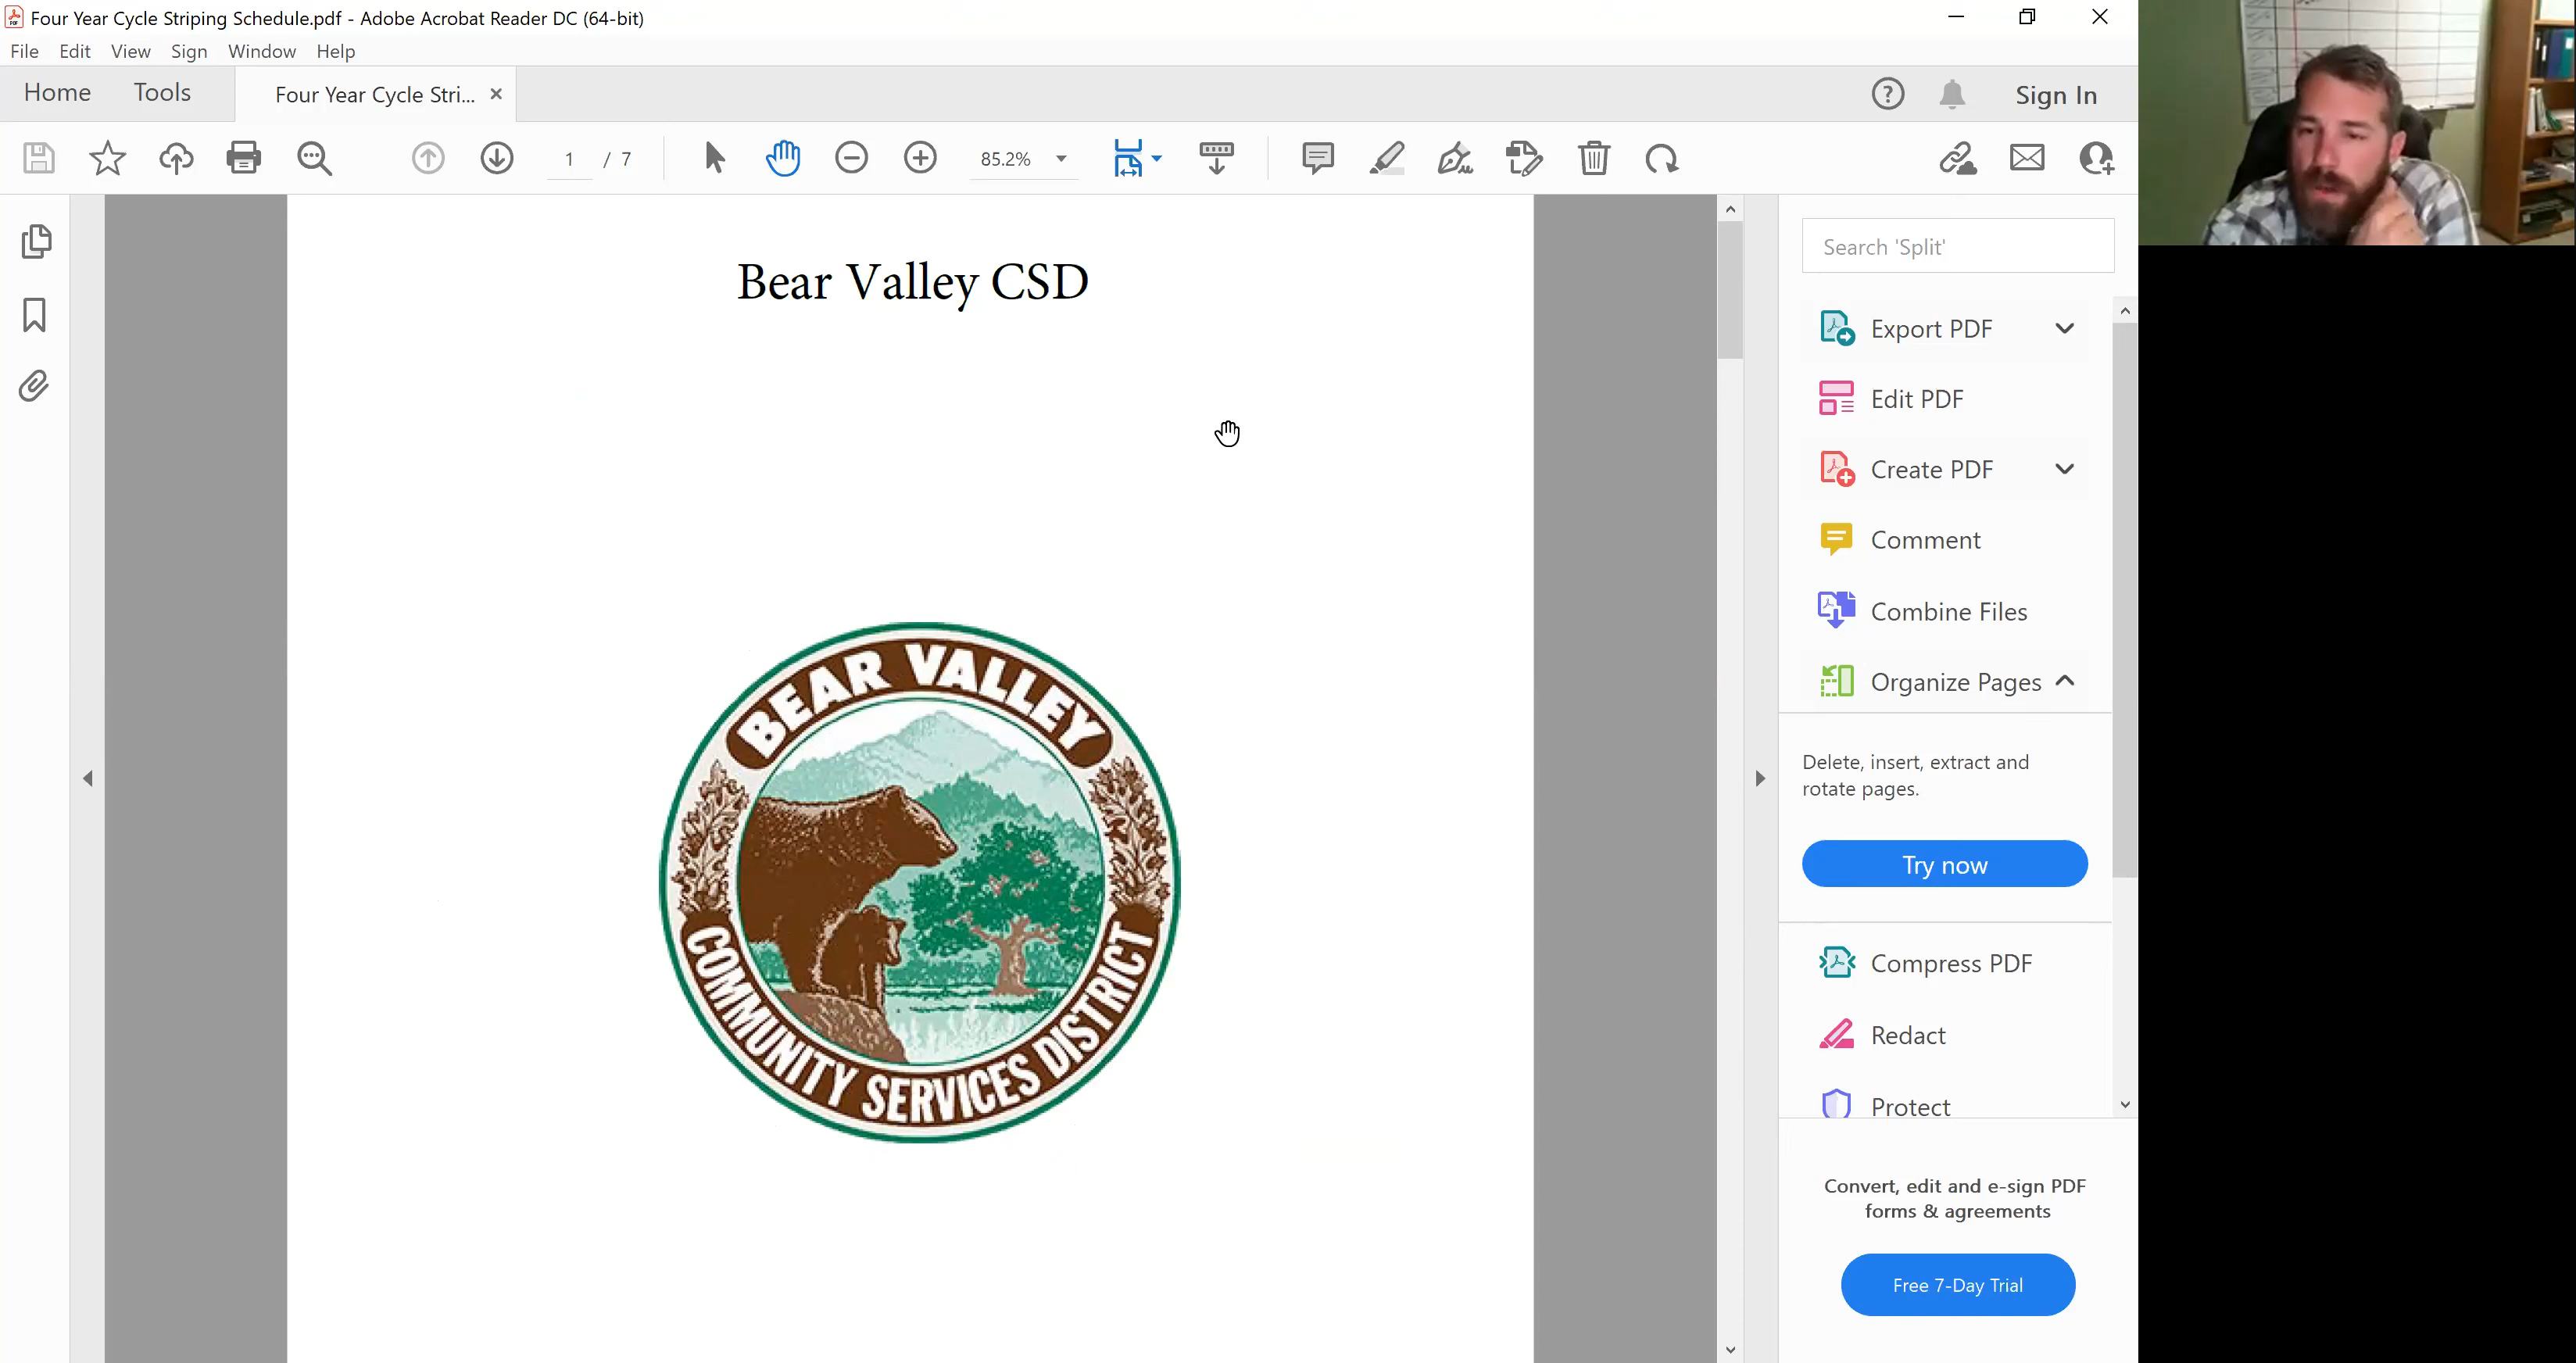 Four Year Cycle Striping Schedule.pdf - Adobe Acrobat Reader DC (64-bit)
File Edit View Sign Window Help
Home Tools Four Year Cycle Stri... × Sign In
1 / 7 85.2%
Bear Valley CSD
BEAR VALLEY
COMMUNITY SERVICES DISTRICT
Search 'Split'
Export PDF
Edit PDF
Create PDF
Comment
Combine Files
Organize Pages
Delete, insert, extract and
rotate pages.
Try now
Compress PDF
Redact
Protect
Convert, edit and e-sign PDF
forms & agreements
Free 7-Day Trial